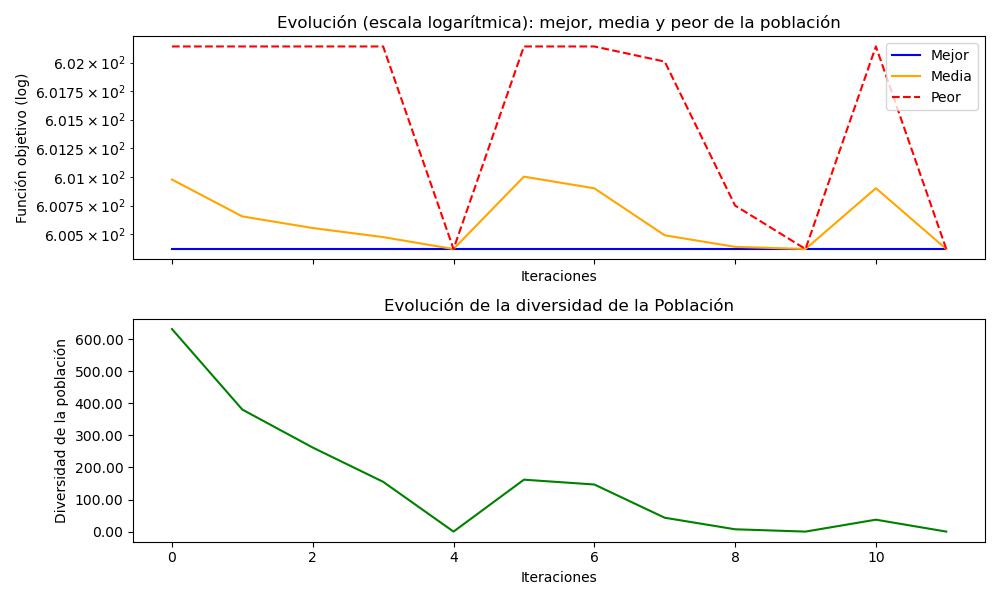 Evolución (escala logarítmica): mejor, media y peor de la población
Función objetivo (log)
6.02 × 10²
6.0175 × 10²
6.015 × 10²
6.0125 × 10²
6.01 × 10²
6.0075 × 10²
6.005 × 10²
Mejor
Media
Peor
Iteraciones
Evolución de la diversidad de la Población
Diversidad de la población
600.00
500.00
400.00
300.00
200.00
100.00
0.00
0 2 4 6 8 10
Iteraciones